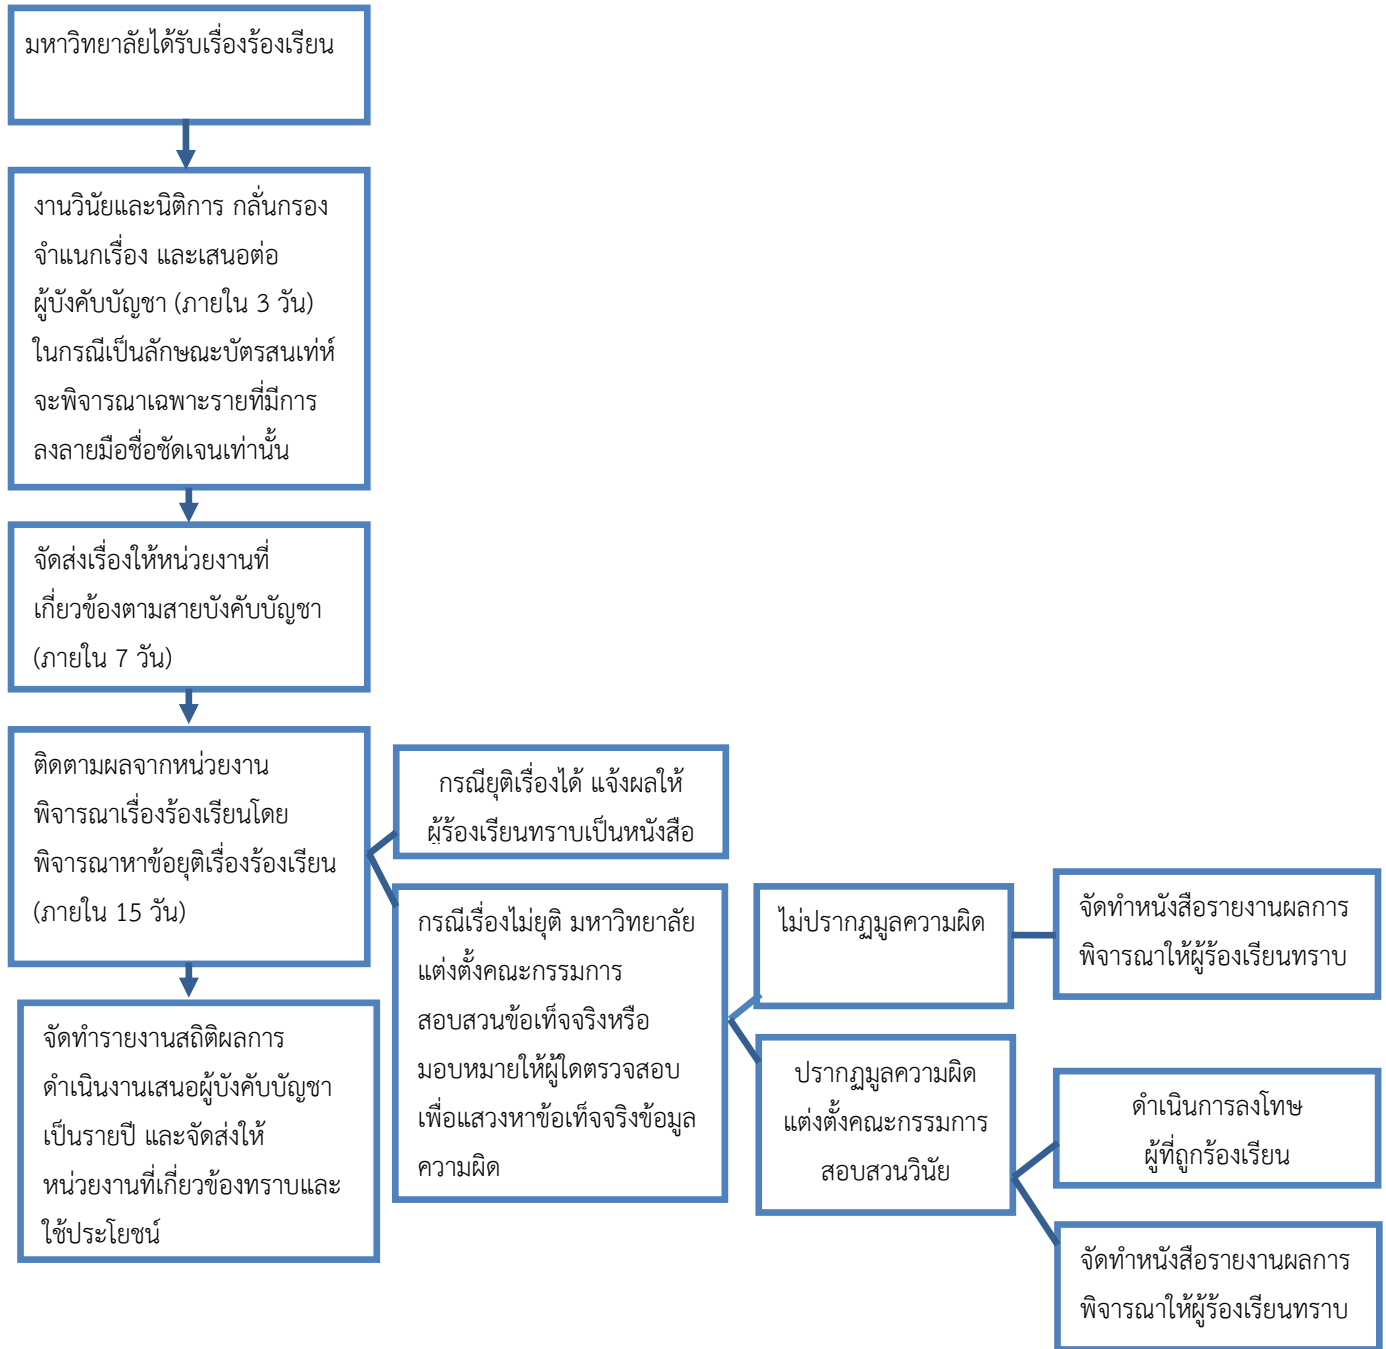 มหาวิทยาลัยได้รับเรื่องร้องเรียน
งานวินัยและนิติการ กลั่นกรอง
จำแนกเรื่อง และเสนอต่อ
ผู้บังคับบัญชา (ภายใน 3 วัน)
ในกรณีเป็นลักษณะบัตรสนเท่ห์
จะพิจารณาเฉพาะรายที่มีการ
ลงลายมือชื่อชัดเจนเท่านั้น
จัดส่งเรื่องให้หน่วยงานที่
เกี่ยวข้องตามสายบังคับบัญชา
(ภายใน 7 วัน)
ติดตามผลจากหน่วยงาน
พิจารณาเรื่องร้องเรียนโดย
พิจารณาหาข้อยุติเรื่องร้องเรียน
(ภายใน 15 วัน)
จัดทำรายงานสถิติผลการ
ดำเนินงานเสนอผู้บังคับบัญชา
เป็นรายปี และจัดส่งให้
หน่วยงานที่เกี่ยวข้องทราบและ
ใช้ประโยชน์
กรณียุติเรื่องได้ แจ้งผลให้
ผู้ร้องเรียนทราบเป็นหนังสือ
กรณีเรื่องไม่ยุติ มหาวิทยาลัย
แต่งตั้งคณะกรรมการ
สอบสวนข้อเท็จจริงหรือ
มอบหมายให้ผู้ใดตรวจสอบ
เพื่อแสวงหาข้อเท็จจริงข้อมูล
ความผิด
ไม่ปรากฏมูลความผิด
จัดทำหนังสือรายงานผลการ
พิจารณาให้ผู้ร้องเรียนทราบ
ปรากฏมูลความผิด
แต่งตั้งคณะกรรมการ
สอบสวนวินัย
ดำเนินการลงโทษ
ผู้ที่ถูกร้องเรียน
จัดทำหนังสือรายงานผลการ
พิจารณาให้ผู้ร้องเรียนทราบ